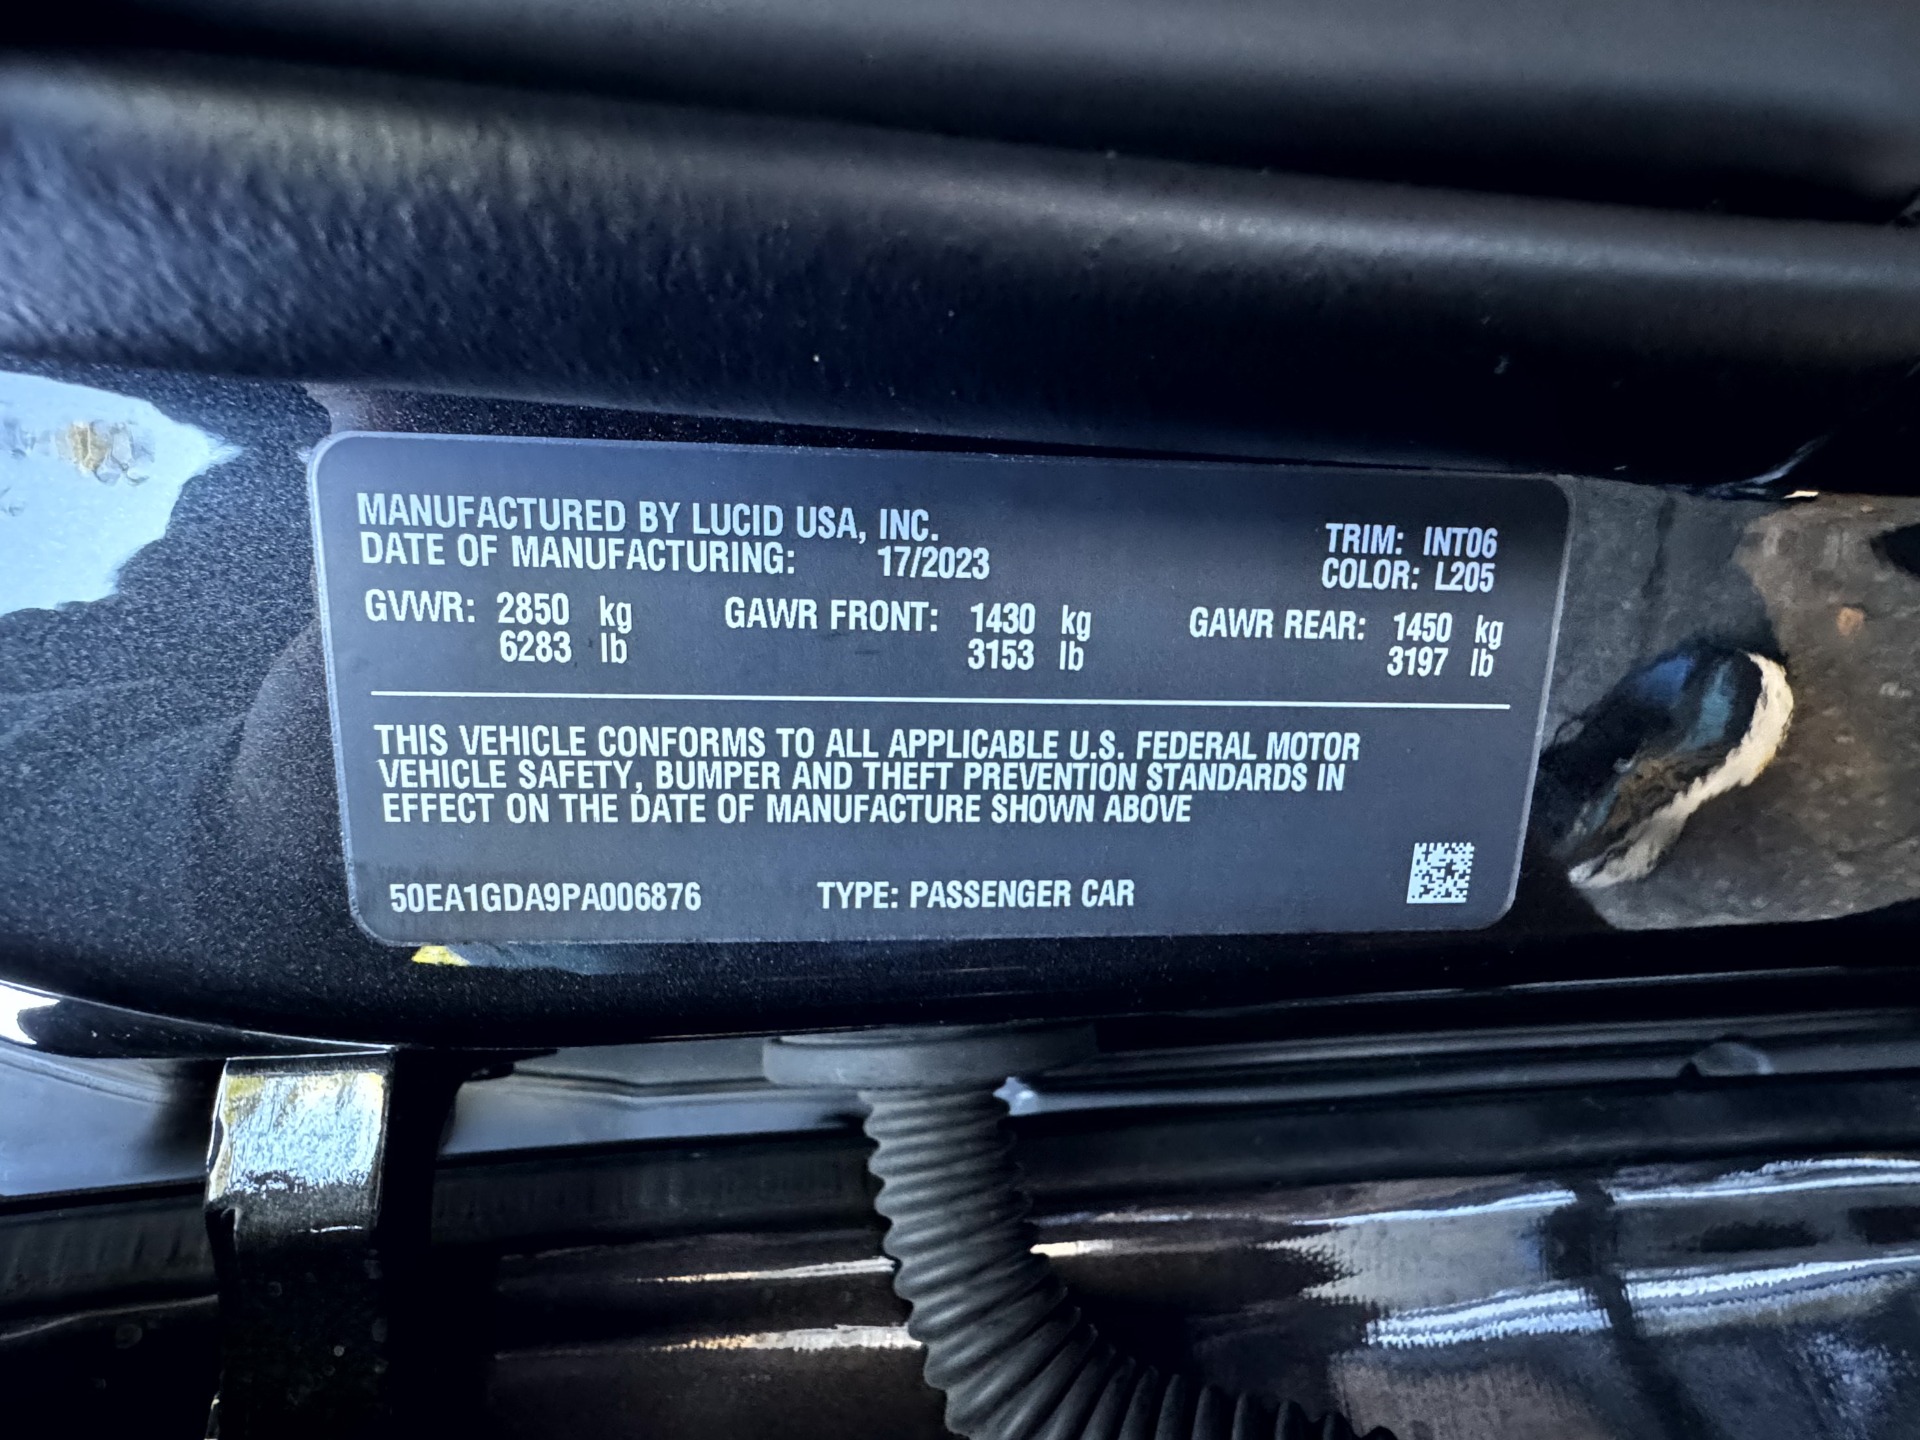 MANUFACTURED BY LUCID USA, INC.
DATE OF MANUFACTURING: 17/2023
TRIM: INT06
COLOR: L205
GVWR: 2850 kg GAWR FRONT: 1430 kg GAWR REAR: 1450 kg
6283 lb 3153 lb 3197 lb
THIS VEHICLE CONFORMS TO ALL APPLICABLE U.S. FEDERAL MOTOR
VEHICLE SAFETY, BUMPER AND THEFT PREVENTION STANDARDS IN
EFFECT ON THE DATE OF MANUFACTURE SHOWN ABOVE
50EA1GDA9PA006876 TYPE: PASSENGER CAR